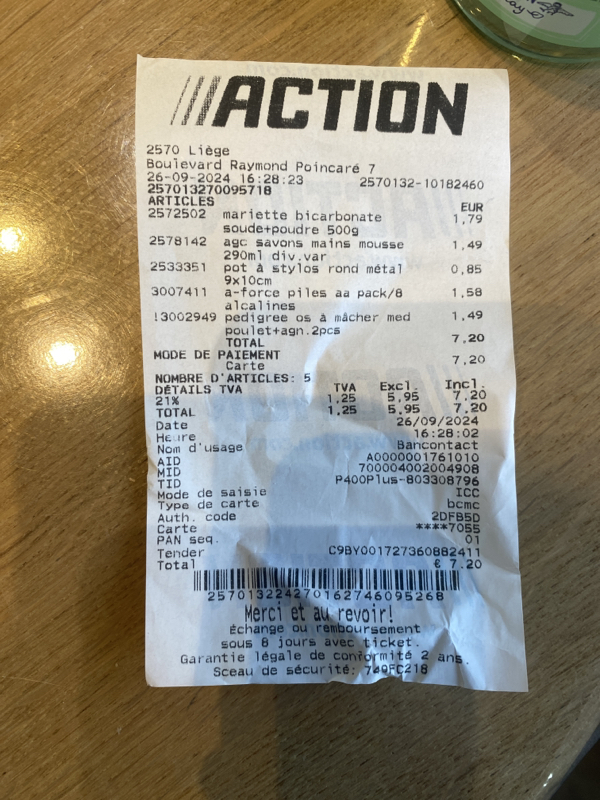 ///ACTION
2570 Liège
Boulevard Raymond Poincaré 7
26-09-2024 16:28:23 2570132-10182460
257013270095718
ARTICLES EUR
2572502 mariette bicarbonate 1,79
soude+poudre 500g
2578142 agc savons mains mousse 1,49
290ml div.var
2533351 pot à stylos rond métal 0,85
9x10cm
3007411 a-force piles aa pack/8 1,58
alcalines
!3002949 pedigree os à mâcher med 1,49
poulet+agn.2pcs
TOTAL 7,20
MODE DE PAIEMENT
Carte 7,20
NOMBRE D'ARTICLES: 5
DÉTAILS TVA TVA Excl. Incl.
21% 1,25 5,95 7,20
TOTAL 1,25 5,95 7,20
Date 26/09/2024
Heure 16:28:02
Nom d'usage Bancontact
AID A0000001761010
MID 700004002004908
TID P400Plus-803308796
Mode de saisie ICC
Type de carte bcmc
Auth. code 2DFB5D
Carte ****7055
PAN seq. 01
Tender C9BY001727360882411
Total € 7.20
257013224270162746095268
Merci et au revoir!
Échange ou remboursement
sous 8 jours avec ticket.
Garantie légale de conformité 2 ans.
Sceau de sécurité: 749FC218